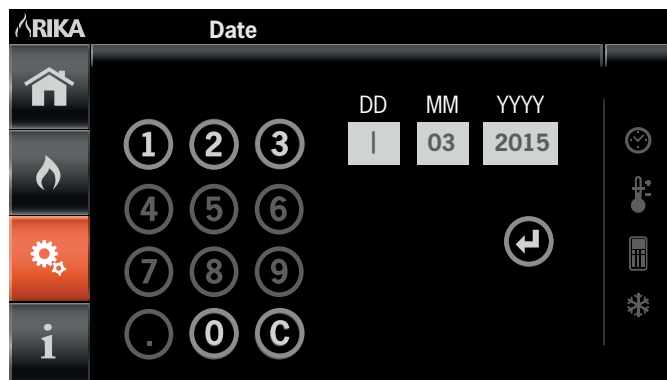 RIKA Date
DD MM YYYY
| 03 2015
1 2 3
4 5 6
7 8 9
. 0 C
i